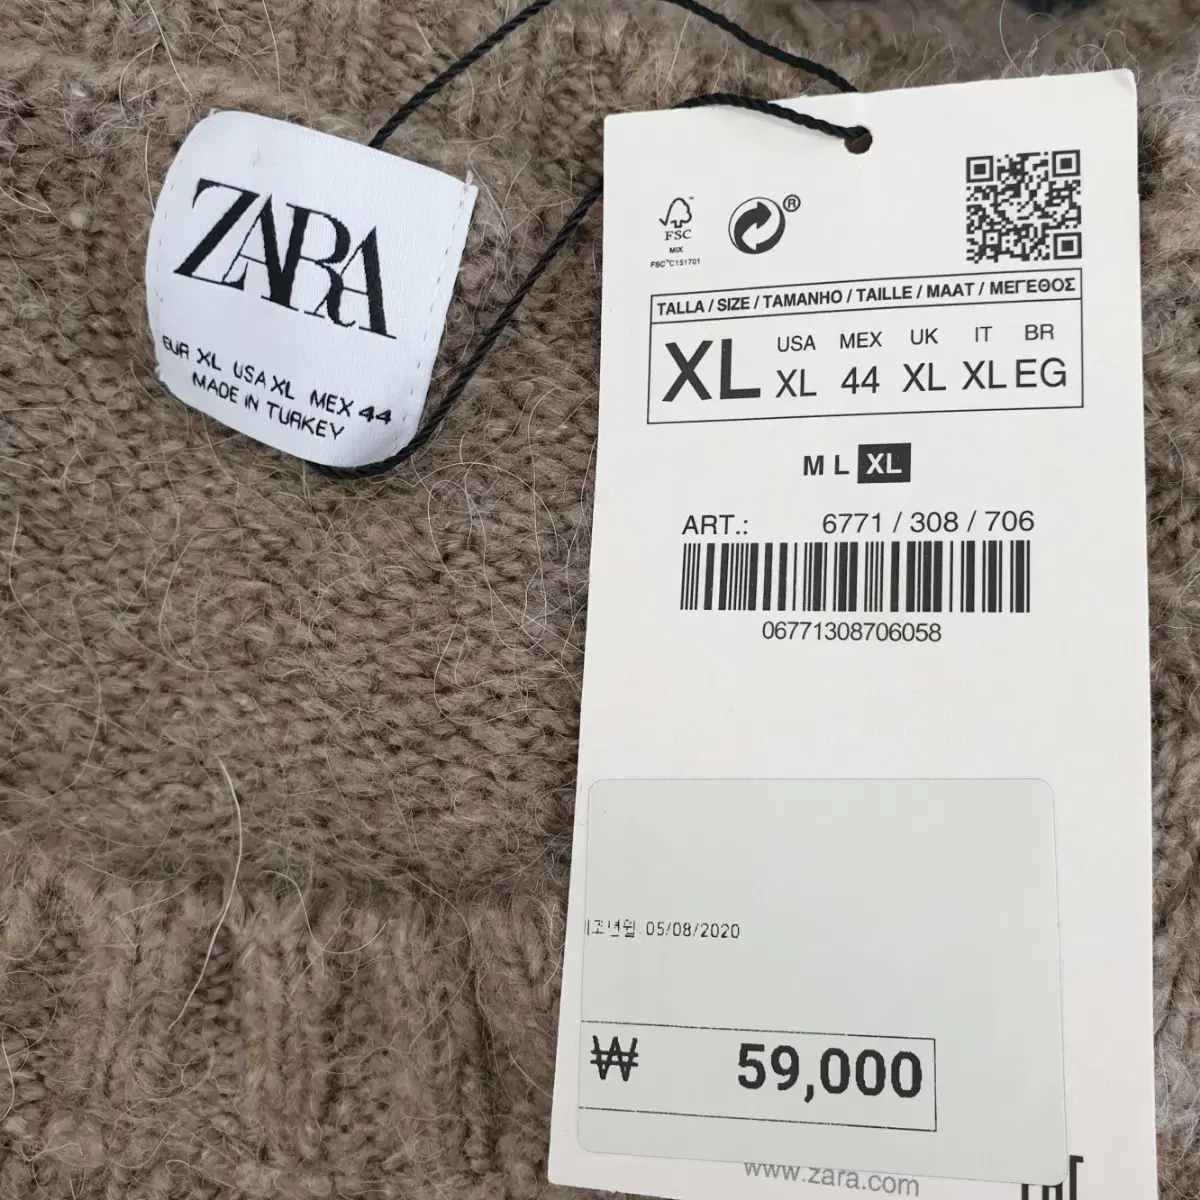 ZARA
EUR XL USA XL MEX 44
MADE IN TURKEY
FSC
MIX
FSC™ C151701
®
TALLA / SIZE / TAMANHO / TAILLE / MAAT / ΜΕΓΕΘΟΣ
XL
USA MEX UK IT BR
XL 44 XL XL EG
M L XL
ART.: 6771 / 308 / 706
06771308706058
제조년월. 05/08/2020
₩ 59,000
www.zara.com